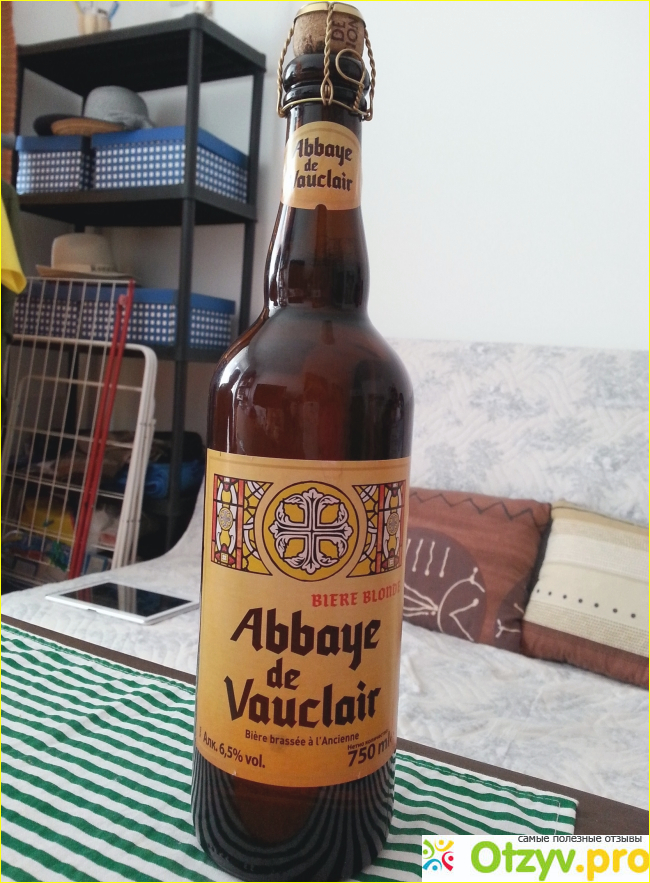 Abbaye
de
Vauclair
BIERE BLONDE
Abbaye
de
Vauclair
Bière brassée à l'Ancienne
Алк. 6,5% vol.
750 ml
самые полезные отзывы
Otzyv.pro